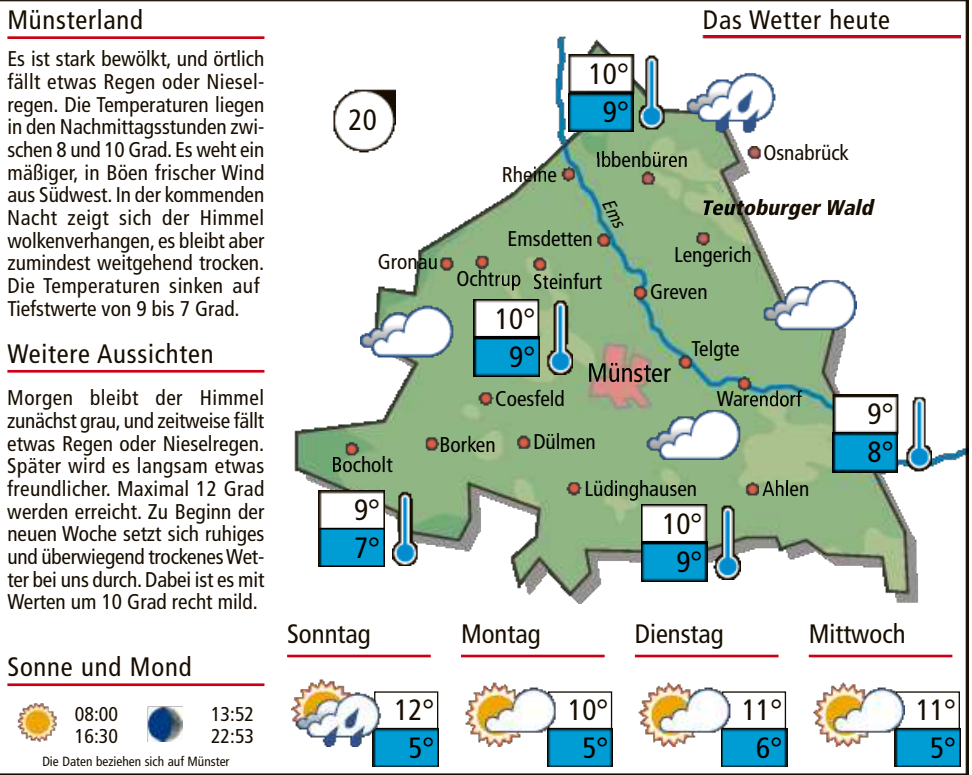 Münsterland
Es ist stark bewölkt, und örtlich
fällt etwas Regen oder Niesel-
regen. Die Temperaturen liegen
in den Nachmittagsstunden zwi-
schen 8 und 10 Grad. Es weht ein
mäßiger, in Böen frischer Wind
aus Südwest. In der kommenden
Nacht zeigt sich der Himmel
wolkenverhangen, es bleibt aber
zumindest weitgehend trocken.
Die Temperaturen sinken auf
Tiefstwerte von 9 bis 7 Grad.
Weitere Aussichten
Morgen bleibt der Himmel
zunächst grau, und zeitweise fällt
etwas Regen oder Nieselregen.
Später wird es langsam etwas
freundlicher. Maximal 12 Grad
werden erreicht. Zu Beginn der
neuen Woche setzt sich ruhiges
und überwiegend trockenes Wet-
ter bei uns durch. Dabei ist es mit
Werten um 10 Grad recht mild.
Sonne und Mond
08:00 13:52
16:30 22:53
Die Daten beziehen sich auf Münster
Das Wetter heute
20
10°
9°
Osnabrück
Ibbenbüren
Rheine
Teutoburger Wald
Ems
Emsdetten
Lengerich
Gronau
Ochtrup
Steinfurt
Greven
10°
9°
Telgte
Münster
Warendorf
Coesfeld
9°
8°
Borken
Dülmen
Bocholt
Lüdinghausen
Ahlen
9°
7°
10°
9°
Sonntag
12°
5°
Montag
10°
5°
Dienstag
11°
6°
Mittwoch
11°
5°